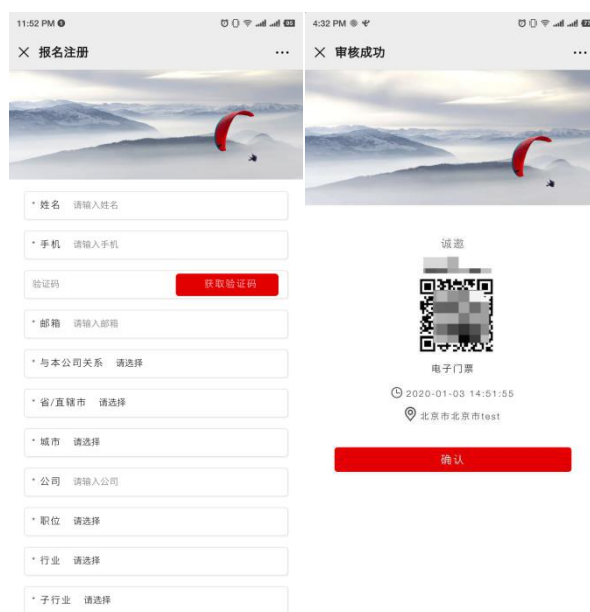 11:52 PM
报名注册
* 姓名 请输入姓名
* 手机 请输入手机
验证码 获取验证码
* 邮箱 请输入邮箱
* 与本公司关系 请选择
* 省/直辖市 请选择
* 城市 请选择
* 公司 请输入公司
* 职位 请选择
* 行业 请选择
* 子行业 请选择
4:32 PM
审核成功
诚邀
电子门票
2020-01-03 14:51:55
北京市北京市test
确认